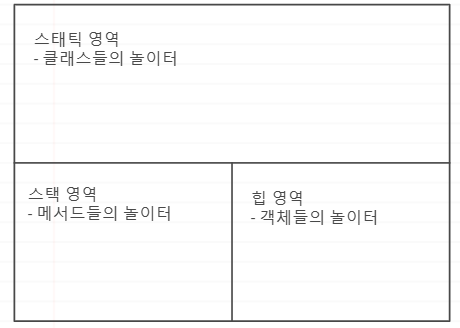 스태틱 영역
- 클래스들의 놀이터
스택 영역
- 메서드들의 놀이터
힙 영역
- 객체들의 놀이터